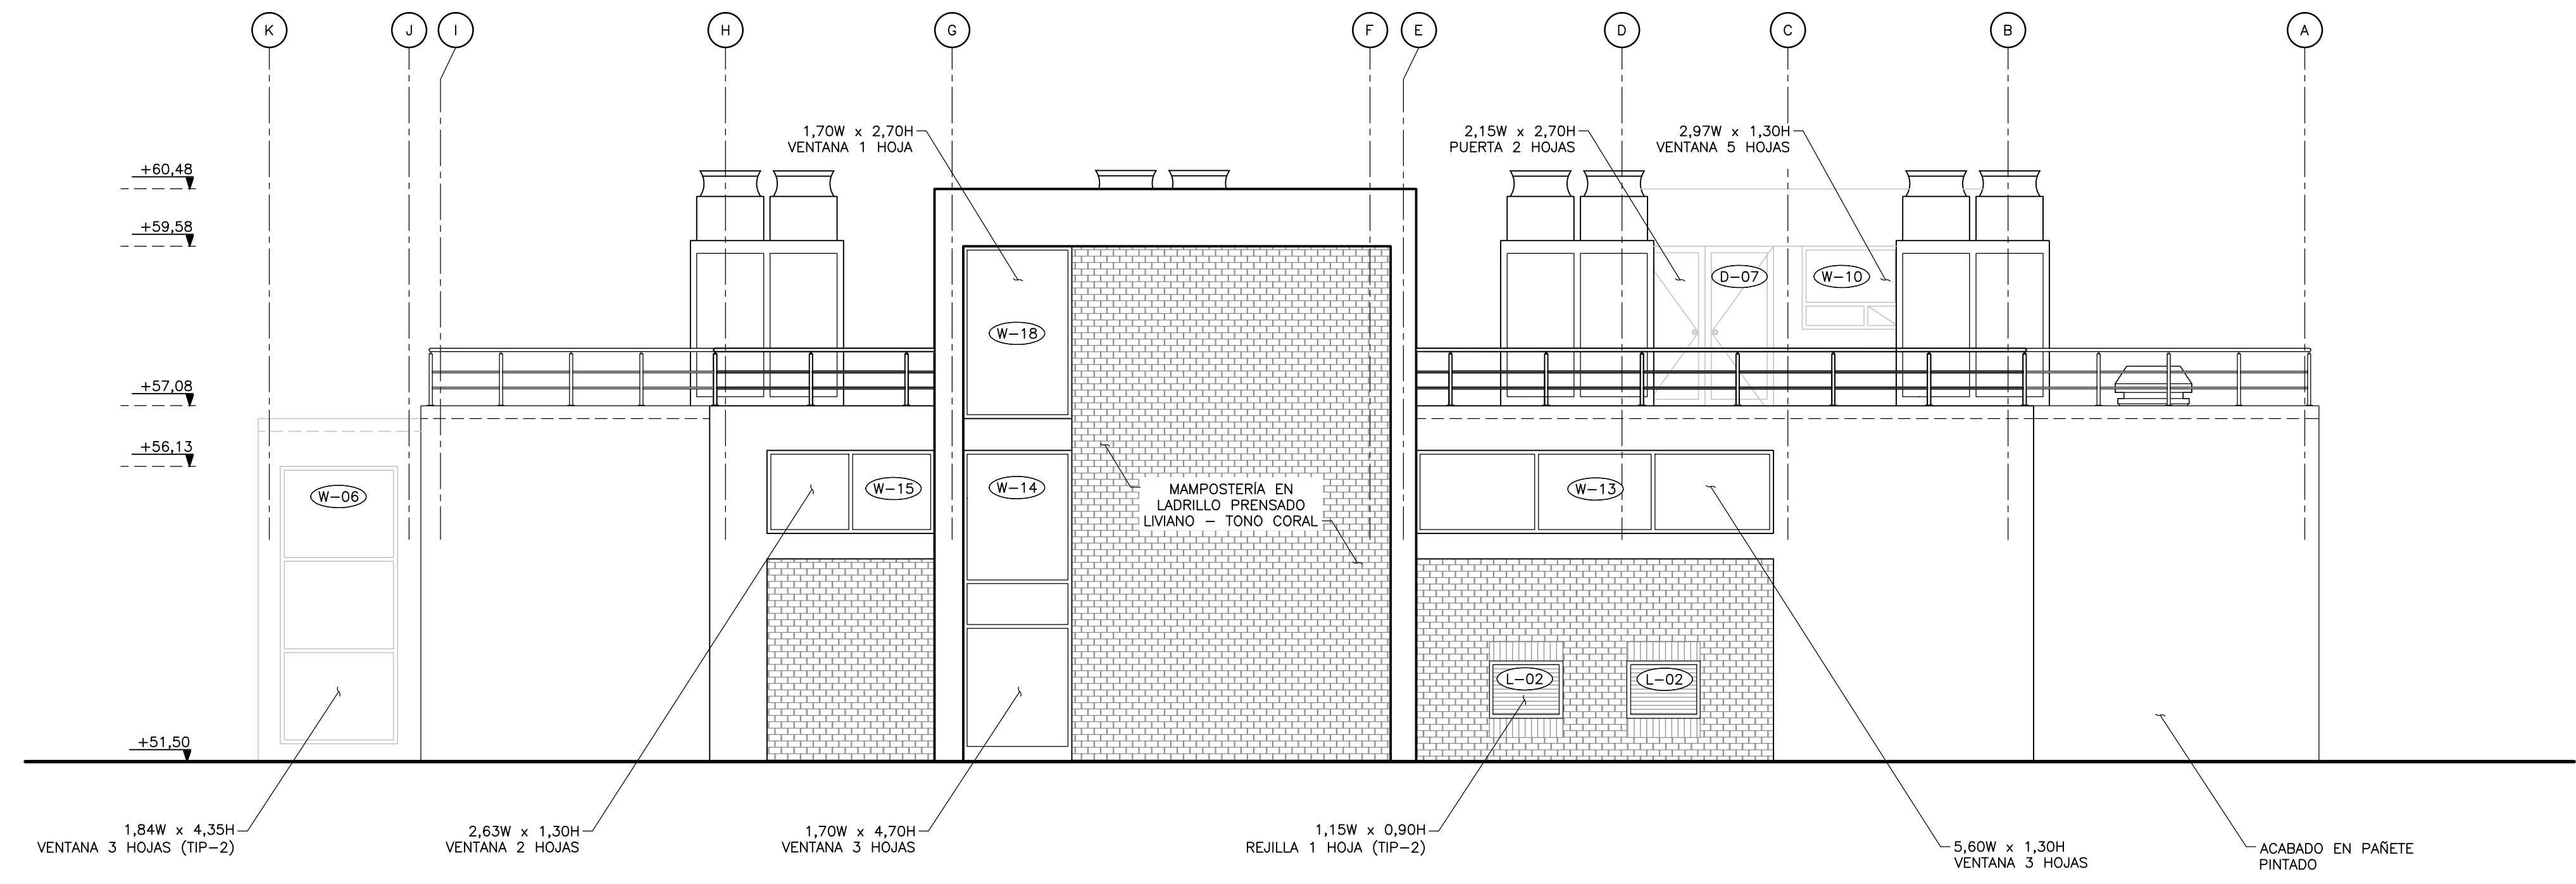 K
J
I
H
G
F
E
D
C
B
A
1,70W x 2,70H
VENTANA 1 HOJA
2,15W x 2,70H
PUERTA 2 HOJAS
2,97W x 1,30H
VENTANA 5 HOJAS
+60,48
+59,58
+57,08
+56,13
+51,50
D-07
W-10
W-18
W-06
W-15
W-14
W-13
MAMPOSTERÍA EN
LADRILLO PRENSADO
LIVIANO - TONO CORAL
L-02
L-02
1,84W x 4,35H
VENTANA 3 HOJAS (TIP-2)
2,63W x 1,30H
VENTANA 2 HOJAS
1,70W x 4,70H
VENTANA 3 HOJAS
1,15W x 0,90H
REJILLA 1 HOJA (TIP-2)
5,60W x 1,30H
VENTANA 3 HOJAS
ACABADO EN PAÑETE
PINTADO